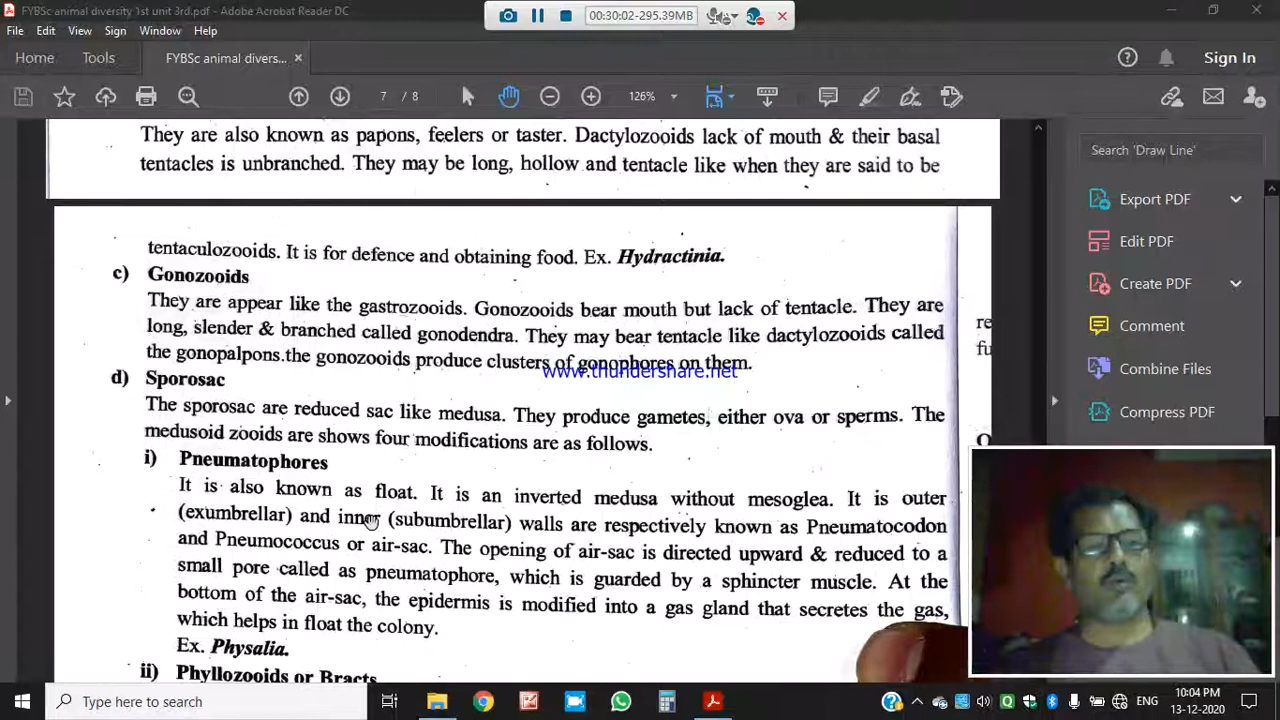 FYBSc animal diversity 1st unit 3rd.pdf - Adobe Acrobat Reader DC
00:30:02-295.39MB
File Edit View Sign Window Help
Home Tools FYBSc animal divers... Sign In
7 / 8 126%
Search 'Draw Line'
Export PDF
Edit PDF
Create PDF
Comment
Combine Files
Compress PDF
They are also known as papons, feelers or taster. Dactylozooids lack of mouth & their basal
tentacles is unbranched. They may be long, hollow and tentacle like when they are said to be
tentaculozooids. It is for defence and obtaining food. Ex. Hydractinia.
c) Gonozooids
They are appear like the gastrozooids. Gonozooids bear mouth but lack of tentacle. They are
long, slender & branched called gonodendra. They may bear tentacle like dactylozooids called
the gonopalpons.the gonozooids produce clusters of gonophores on them.
www.thundershare.net
d) Sporosac
The sporosac are reduced sac like medusa. They produce gametes, either ova or sperms. The
medusoid zooids are shows four modifications are as follows.
i) Pneumatophores
It is also known as float. It is an inverted medusa without mesoglea. It is outer
(exumbrellar) and inner (subumbrellar) walls are respectively known as Pneumatocodon
and Pneumococcus or air-sac. The opening of air-sac is directed upward & reduced to a
small pore called as pneumatophore, which is guarded by a sphincter muscle. At the
bottom of the air-sac, the epidermis is modified into a gas gland that secretes the gas,
which helps in float the colony.
Ex. Physalia.
ii) Phyllozooids or Bracts
re
fu
Type here to search
ENG
10:04 PM
13-12-2020